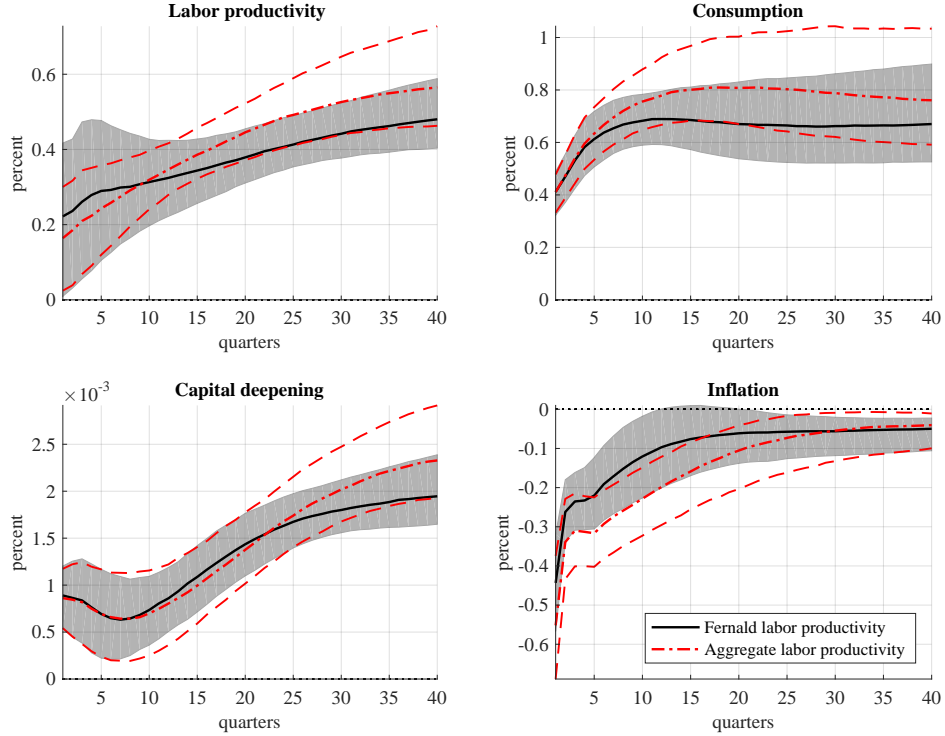 Labor productivity
percent
0.6
0.4
0.2
0
5 10 15 20 25 30 35 40
quarters
Consumption
percent
1
0.8
0.6
0.4
0.2
0
5 10 15 20 25 30 35 40
quarters
Capital deepening
×10⁻³
percent
2.5
2
1.5
1
0.5
0
5 10 15 20 25 30 35 40
quarters
Inflation
percent
0
-0.1
-0.2
-0.3
-0.4
-0.5
-0.6
Fernald labor productivity
Aggregate labor productivity
5 10 15 20 25 30 35 40
quarters